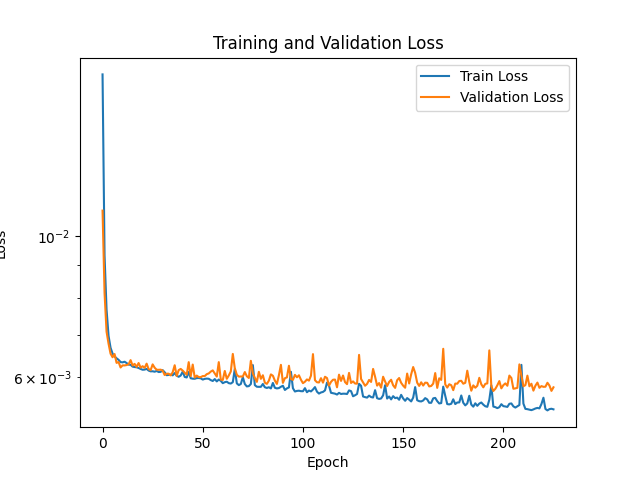 Training and Validation Loss
Train Loss
Validation Loss
Loss
10⁻²
6 × 10⁻³
0 50 100 150 200
Epoch